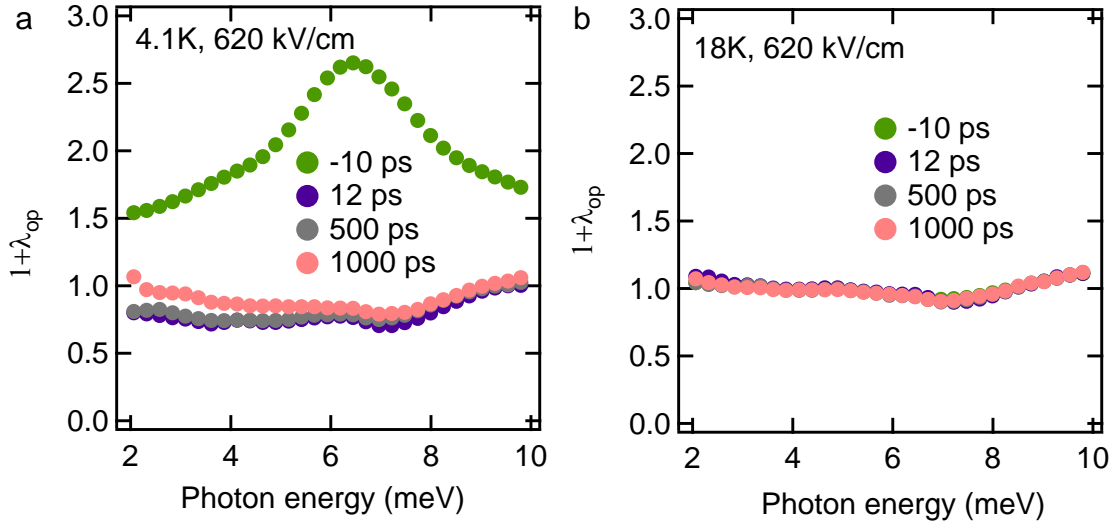 a
4.1K, 620 kV/cm
3.0
2.5
2.0
1.5
1.0
0.5
0.0
1+λop
-10 ps
12 ps
500 ps
1000 ps
2
4
6
8
10
Photon energy (meV)
b
18K, 620 kV/cm
3.0
2.5
2.0
1.5
1.0
0.5
0.0
1+λop
-10 ps
12 ps
500 ps
1000 ps
2
4
6
8
10
Photon energy (meV)